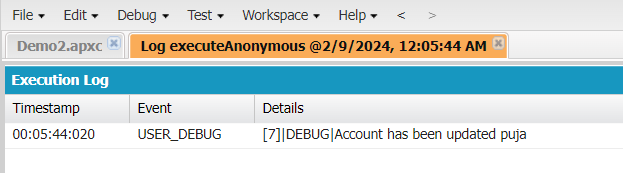 File Edit Debug Test Workspace Help < >
Demo2.apxc Log executeAnonymous @2/9/2024, 12:05:44 AM
Execution Log
Timestamp Event Details
00:05:44:020 USER_DEBUG [7]|DEBUG|Account has been updated puja